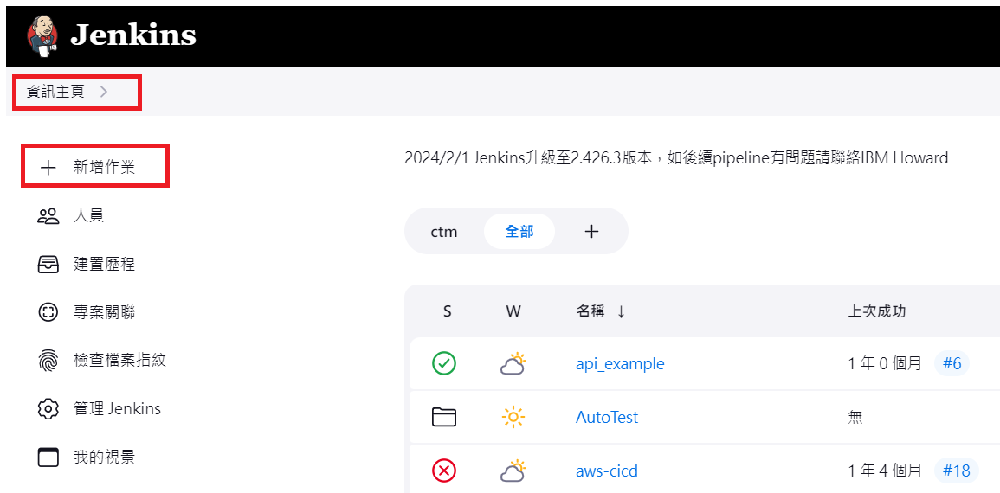 Jenkins
資訊主頁
新增作業
人員
建置歷程
專案關聯
檢查檔案指紋
管理 Jenkins
我的視景
2024/2/1 Jenkins升級至2.426.3版本，如後續pipeline有問題請聯絡IBM Howard
ctm 全部 +
S W 名稱 ↓ 上次成功
api_example 1 年 0 個月 #6
AutoTest 無
aws-cicd 1 年 4 個月 #18